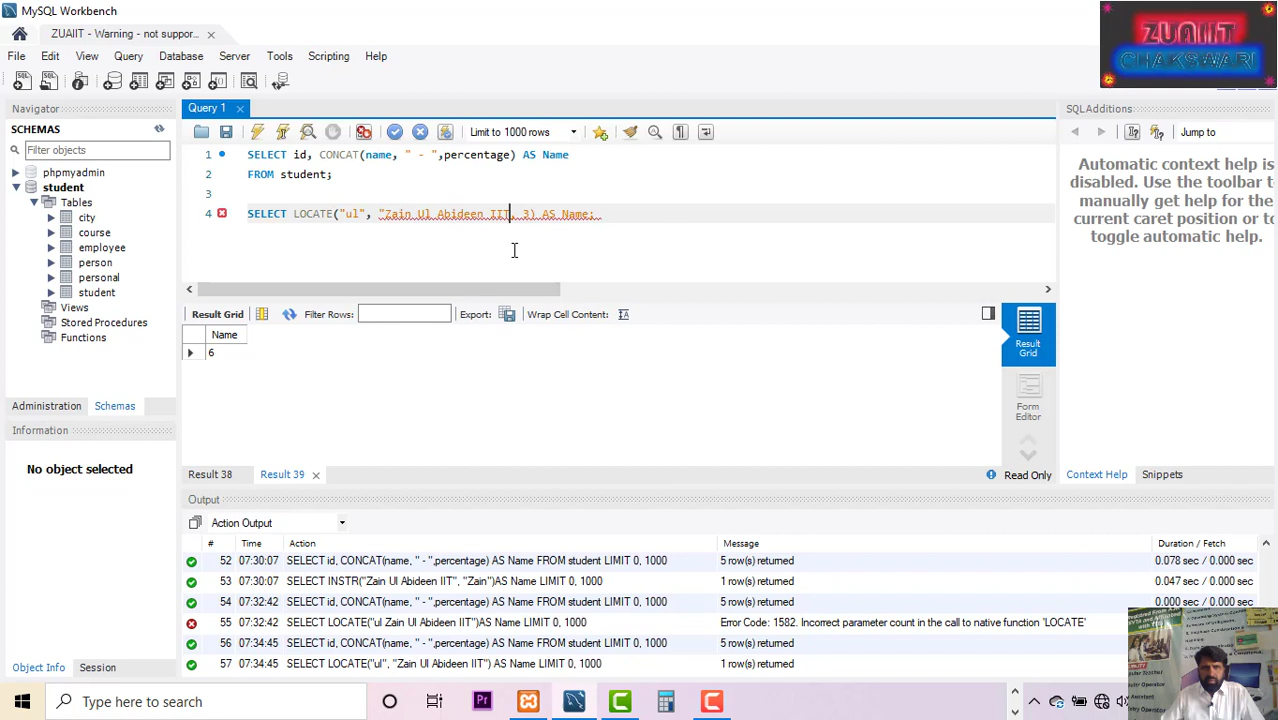 MySQL Workbench
ZUAIIT - Warning - not suppor...
ZUAIIT
CHAKSWARI
File Edit View Query Database Server Tools Scripting Help
Navigator
SCHEMAS
Filter objects
phpmyadmin
student
Tables
city
course
employee
person
personal
student
Views
Stored Procedures
Functions
Administration Schemas
Information
No object selected
Object Info Session
Query 1
Limit to 1000 rows
1 SELECT id, CONCAT(name, " - ",percentage) AS Name
2 FROM student;
3
4 SELECT LOCATE("ul", "Zain Ul Abideen IIT, 3) AS Name;
Result Grid Filter Rows: Export: Wrap Cell Content:
Name
6
Result Grid
Form Editor
Result 38 Result 39 Read Only
SQLAdditions
Jump to
Automatic context help is
disabled. Use the toolbar to
manually get help for the
current caret position or to
toggle automatic help.
Context Help Snippets
Output
Action Output
# Time Action Message Duration / Fetch
52 07:30:07 SELECT id, CONCAT(name, " - ",percentage) AS Name FROM student LIMIT 0, 1000 5 row(s) returned 0.078 sec / 0.000 sec
53 07:30:07 SELECT INSTR("Zain Ul Abideen IIT", "Zain")AS Name LIMIT 0, 1000 1 row(s) returned 0.047 sec / 0.000 sec
54 07:32:42 SELECT id, CONCAT(name, " - ",percentage) AS Name FROM student LIMIT 0, 1000 5 row(s) returned 0.000 sec / 0.000 sec
55 07:32:42 SELECT LOCATE("ul Zain Ul Abideen IIT")AS Name LIMIT 0, 1000 Error Code: 1582. Incorrect parameter count in the call to native function 'LOCATE'
56 07:34:45 SELECT id, CONCAT(name, " - ",percentage) AS Name FROM student LIMIT 0, 1000 5 row(s) returned
57 07:34:45 SELECT LOCATE("ul", "Zain Ul Abideen IIT") AS Name LIMIT 0, 1000 1 row(s) returned
Type here to search